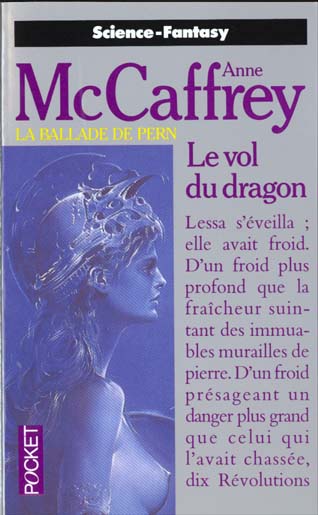 Science-Fantasy
Anne
McCaffrey
LA BALLADE DE PERN
Le vol
du dragon
Lessa s'éveilla ;
elle avait froid.
D'un froid plus
profond que la
fraîcheur suin-
tant des immua-
bles murailles de
pierre. D'un froid
présageant un
danger plus grand
que celui qui
l'avait chassée,
dix Révolutions
POCKET